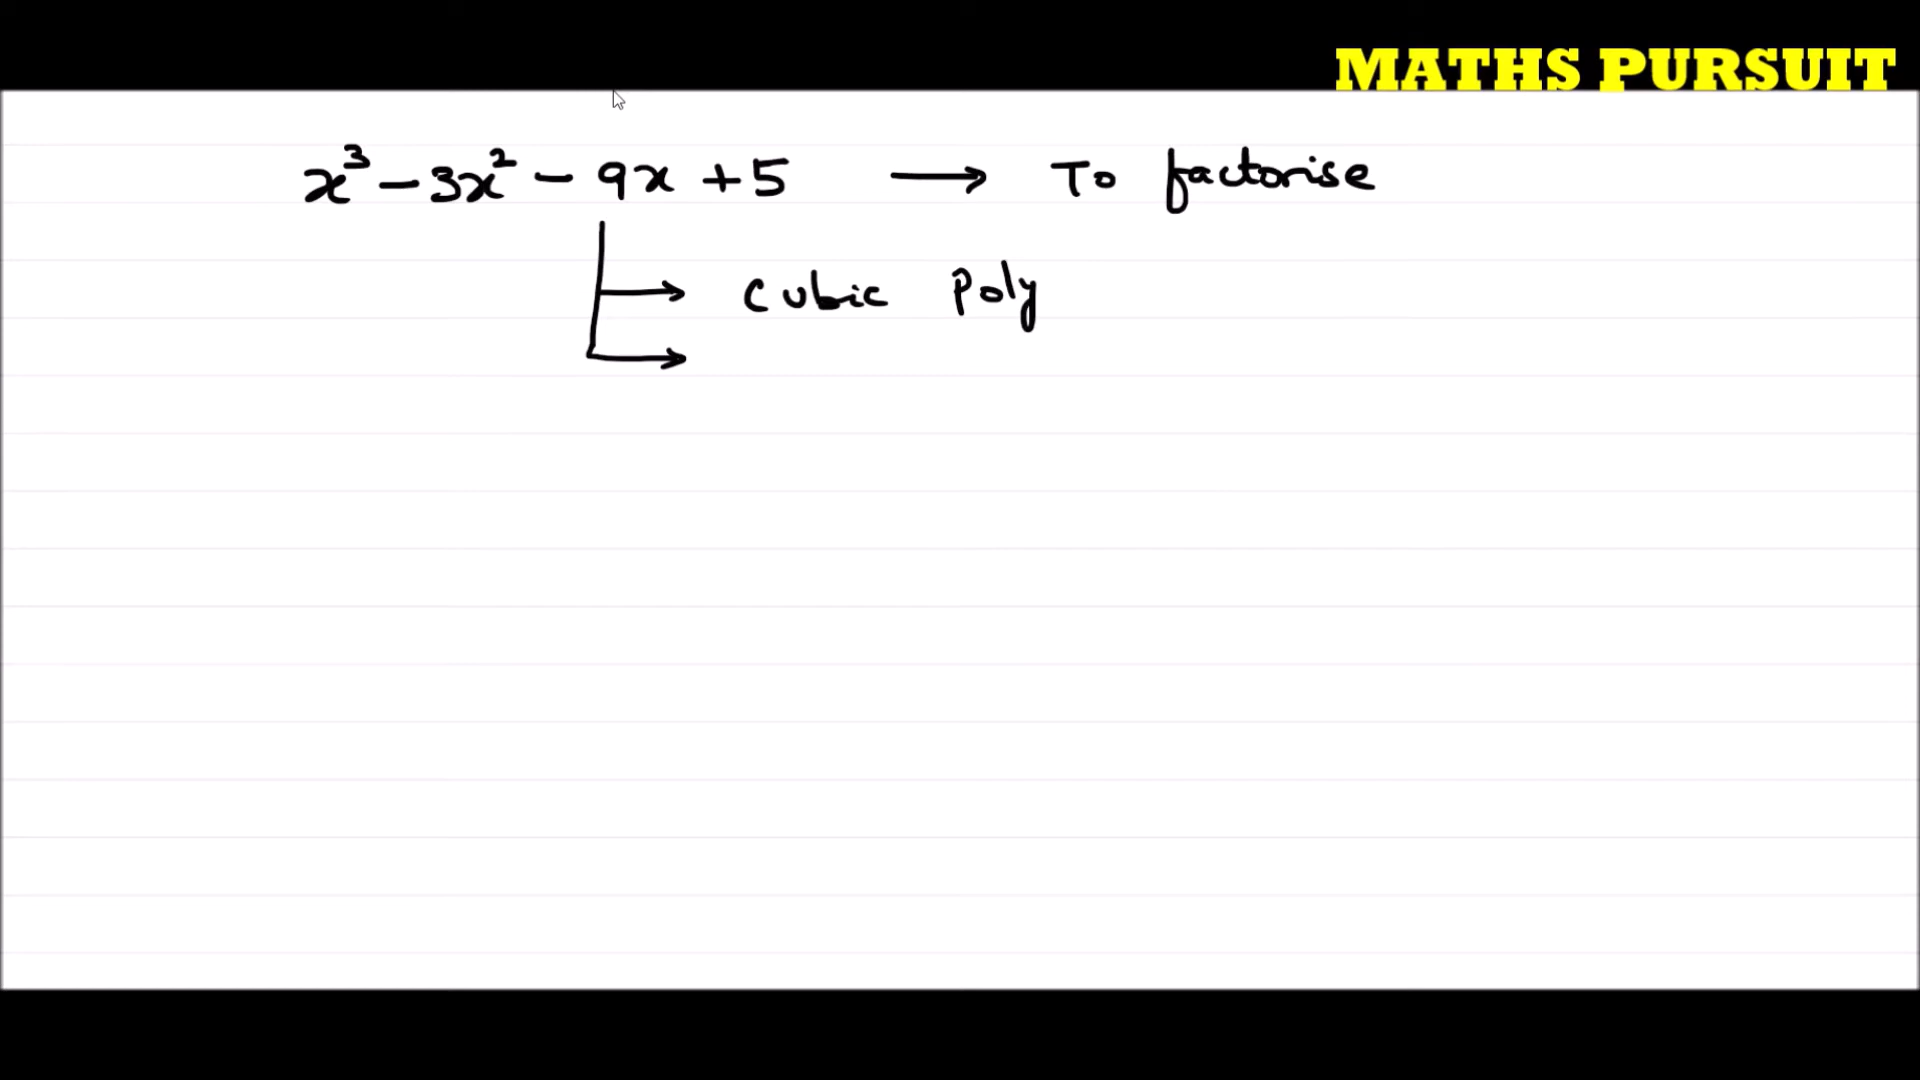 MATHS PURSUIT
x³ - 3x² - 9x + 5 → To factorise
→ cubic Poly
→